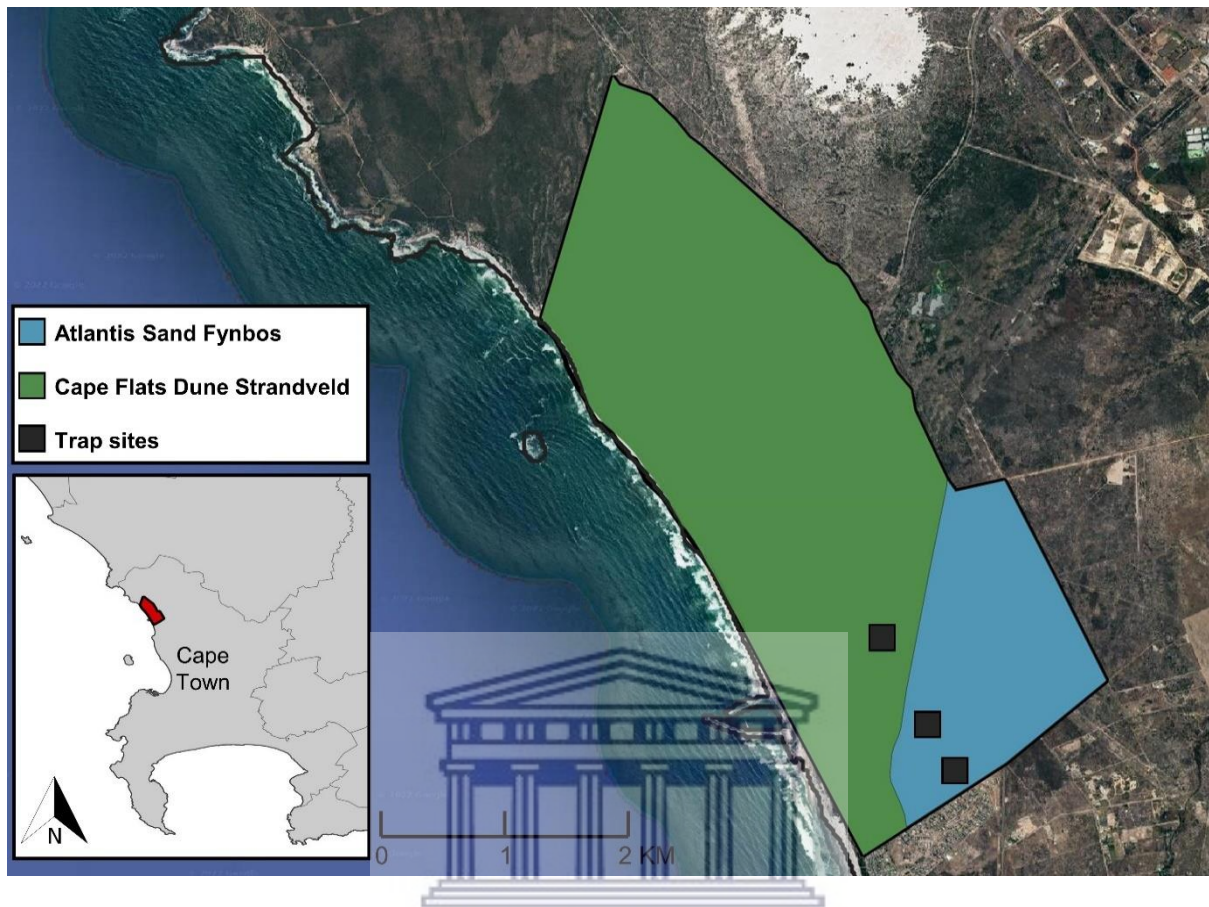 Atlantis Sand Fynbos
Cape Flats Dune Strandveld
Trap sites
Cape
Town
N
0 1 2 KM